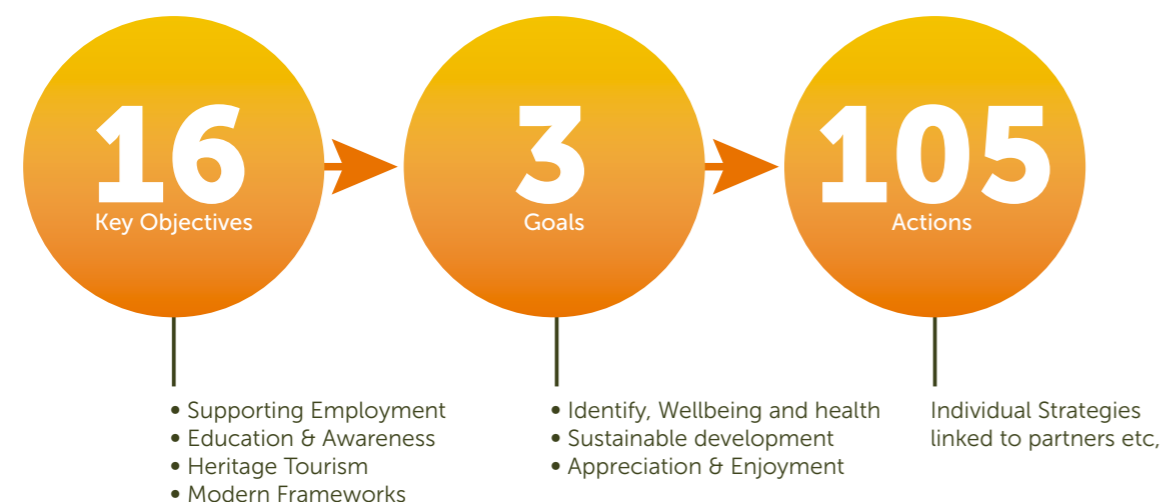 16
Key Objectives
3
Goals
105
Actions
• Supporting Employment
• Education & Awareness
• Heritage Tourism
• Modern Frameworks
• Identify, Wellbeing and health
• Sustainable development
• Appreciation & Enjoyment
Individual Strategies
linked to partners etc,